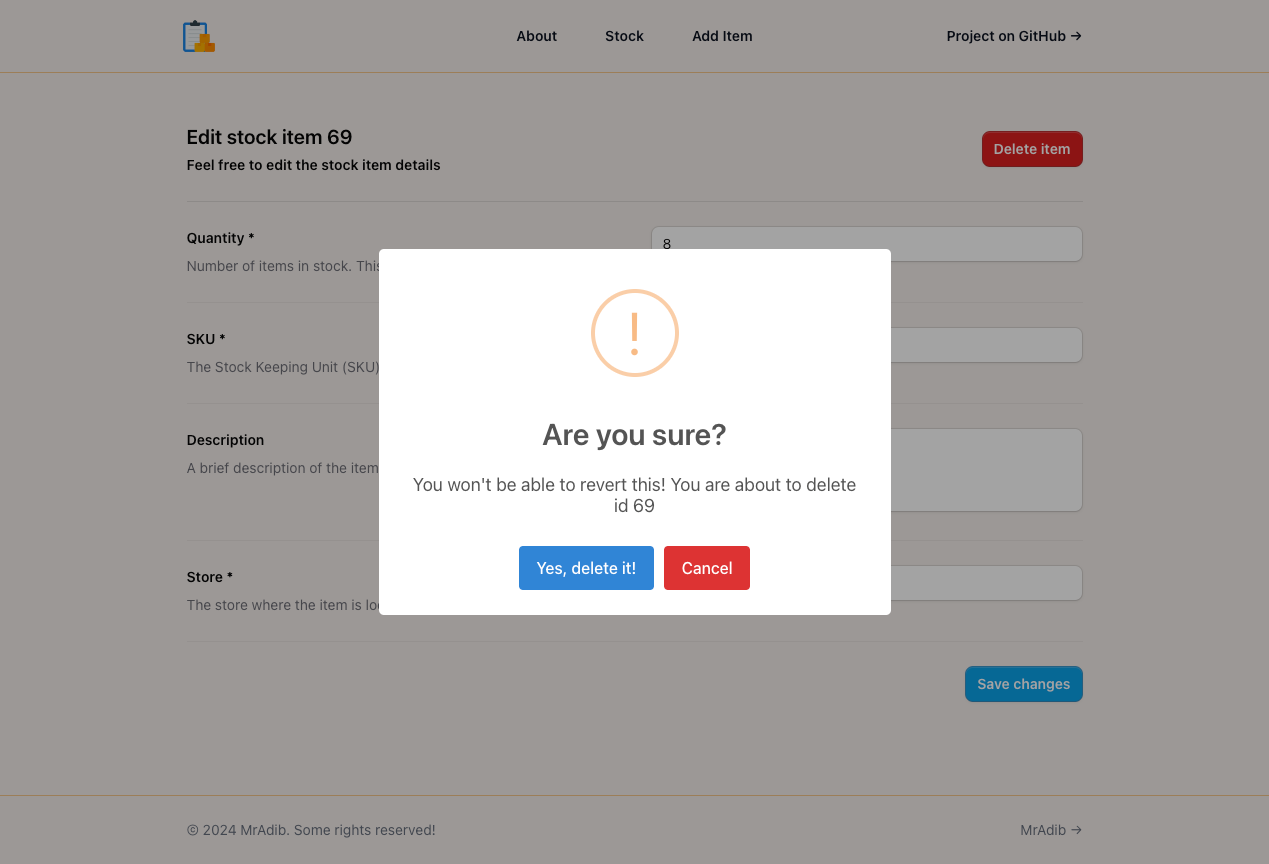 About
Stock
Add Item
Project on GitHub →
Edit stock item 69
Feel free to edit the stock item details
Delete item
Quantity *
Number of items in stock. This
8
SKU *
The Stock Keeping Unit (SKU)
Description
A brief description of the item
Store *
The store where the item is
!
Are you sure?
You won't be able to revert this! You are about to delete
id 69
Yes, delete it!
Cancel
Save changes
© 2024 MrAdib. Some rights reserved!
MrAdib →